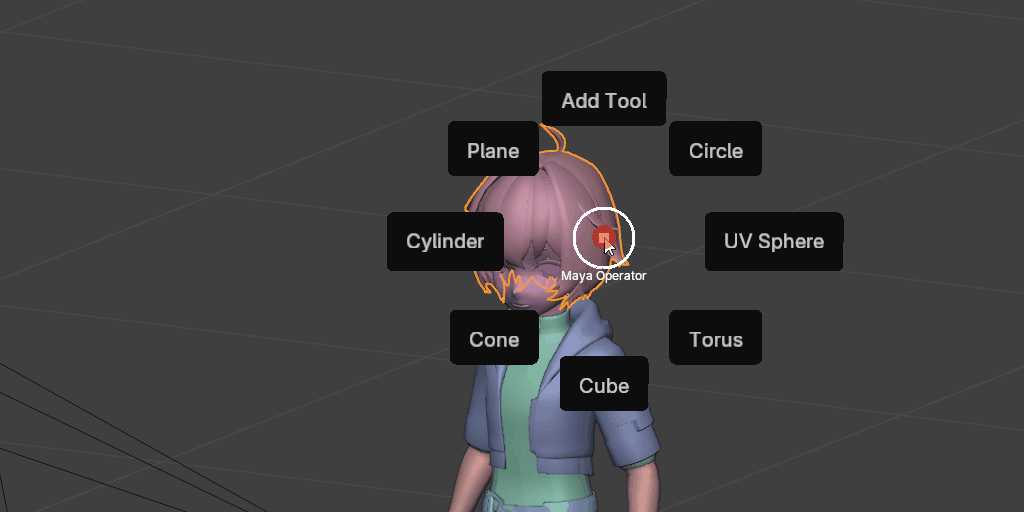 Add Tool
Plane
Circle
Cylinder
UV Sphere
Maya Operator
Cone
Torus
Cube